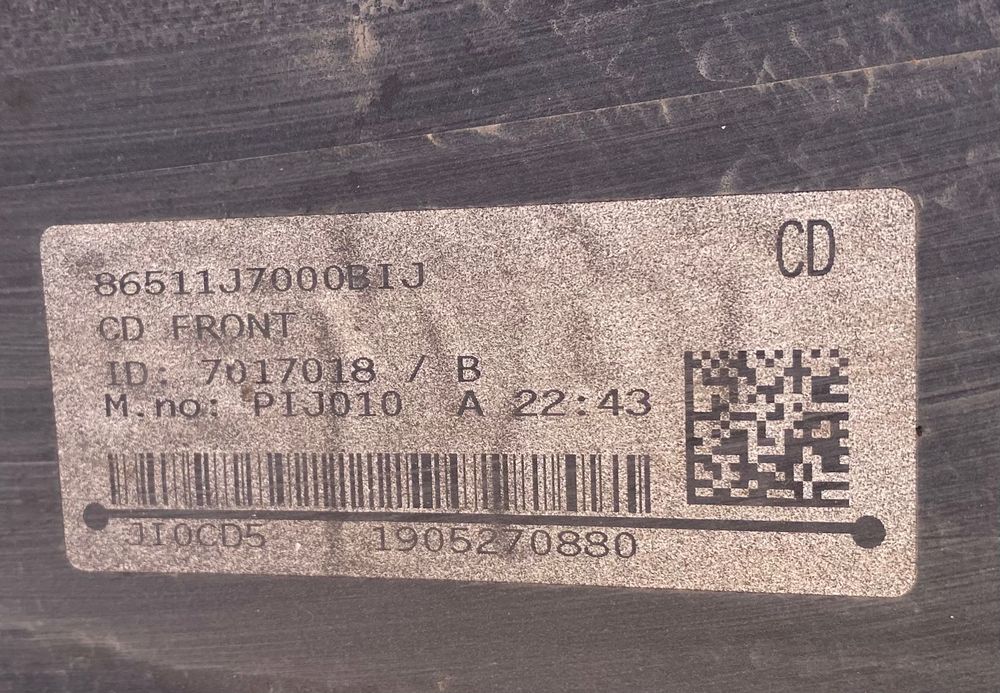 CD
86511J7000BIJ
CD FRONT
ID: 7017018 / B
M.no: PIJ010 A 22:43
JI0CD5 1905270880